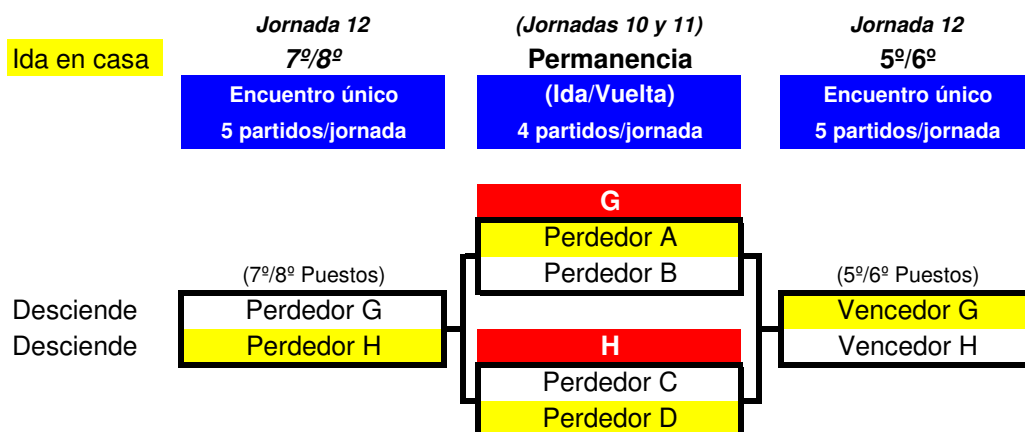 Jornada 12 (Jornadas 10 y 11) Jornada 12
Ida en casa 7º/8º Permanencia 5º/6º
Encuentro único (Ida/Vuelta) Encuentro único
5 partidos/jornada 4 partidos/jornada 5 partidos/jornada
G
Perdedor A
(7º/8º Puestos) Perdedor B (5º/6º Puestos)
Desciende Perdedor G Vencedor G
Desciende Perdedor H H Vencedor H
Perdedor C
Perdedor D